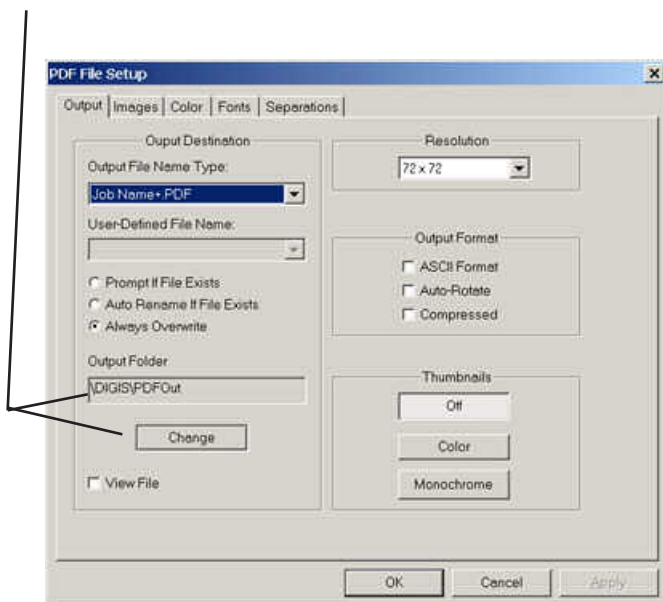 PDF File Setup
Output Images Color Fonts Separations
Ouput Destination
Output File Name Type:
Job Name+.PDF
User-Defined File Name:
Prompt If File Exists
Auto Rename If File Exists
Always Overwrite
Output Folder
\DIGIS\PDFOut
Change
View File
Resolution
72 x 72
Output Format
ASCII Format
Auto-Rotate
Compressed
Thumbnails
Off
Color
Monochrome
OK Cancel Apply